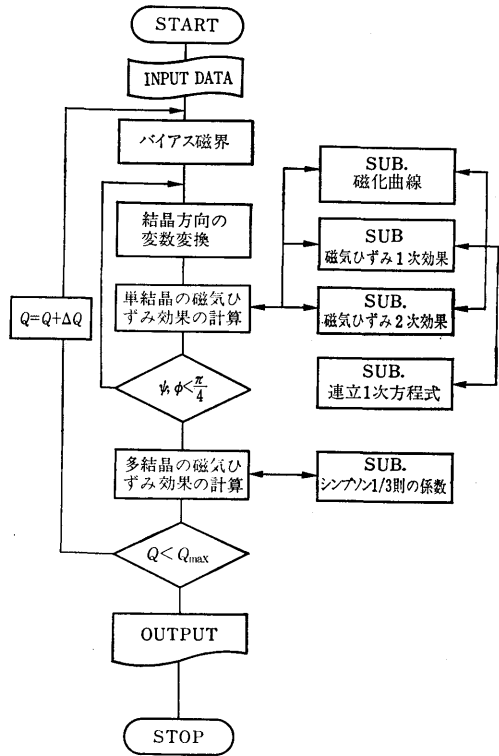 START
INPUT DATA
バイアス磁界
結晶方向の
変数変換
単結晶の磁気ひ
ずみ効果の計算
Q=Q+ΔQ
ψ, φ<π/4
多結晶の磁気ひ
ずみ効果の計算
Q<Qmax
OUTPUT
STOP
SUB.
磁化曲線
SUB
磁気ひずみ1次効果
SUB.
磁気ひずみ2次効果
SUB.
連立1次方程式
SUB.
シンプソン1/3則の係数